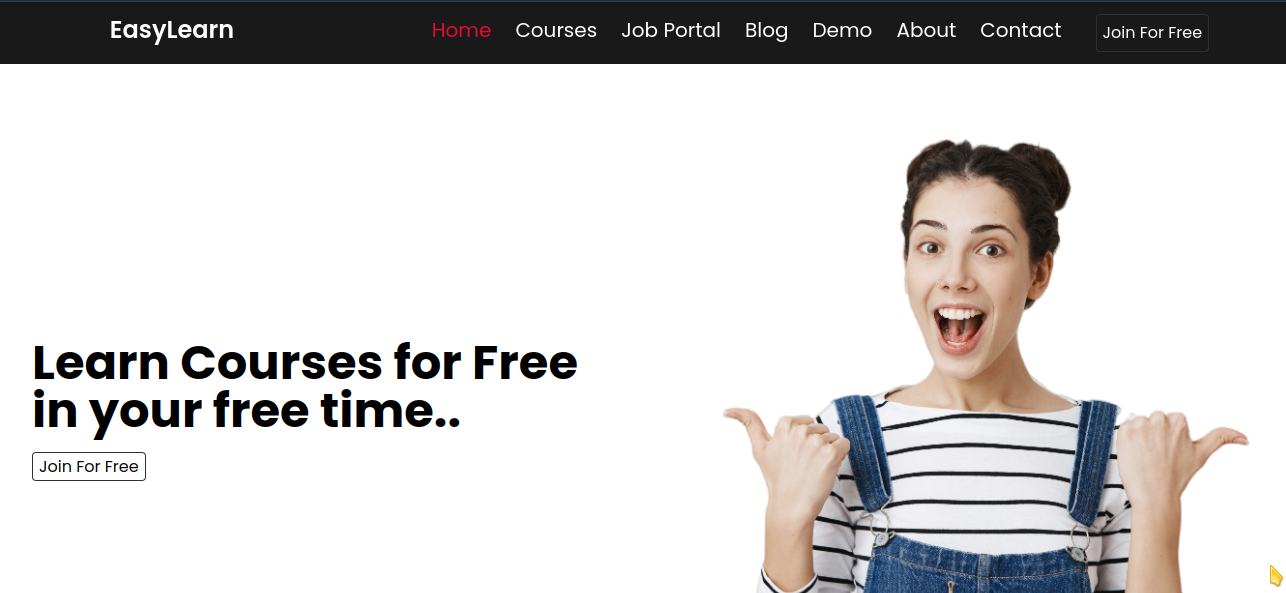 EasyLearn
Home Courses Job Portal Blog Demo About Contact Join For Free
Learn Courses for Free
in your free time..
Join For Free